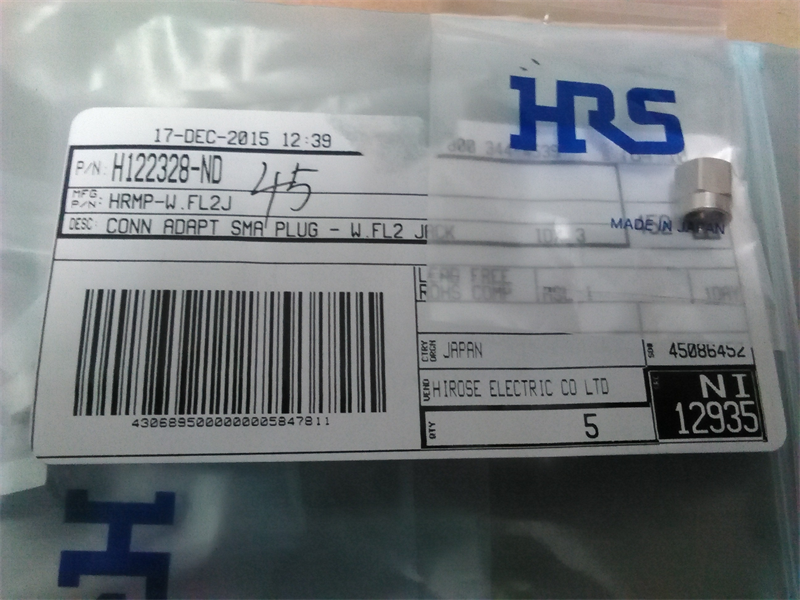 HRS
17-DEC-2015 12:39
P/N: H122328-ND
45
MFG P/N: HRMP-W.FL2J
DESC: CONN ADAPT SMA PLUG - W.FL2 JACK
MADE IN JAPAN
LEAD FREE
ROHS COMP
CTRY ORGN JAPAN
45086452
VEND HIROSE ELECTRIC CO LTD
NI
12935
QTY 5
4306895000000005847811